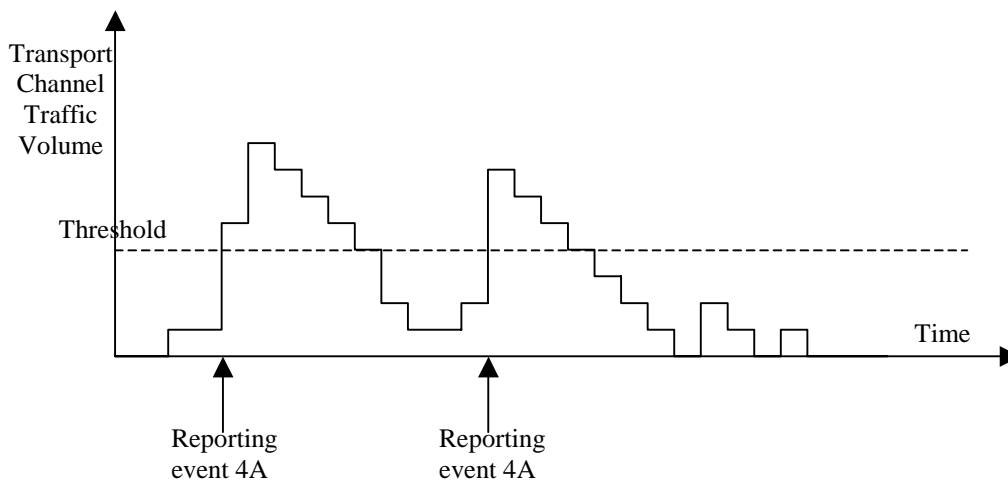 Transport
Channel
Traffic
Volume
Threshold
Time
Reporting
event 4A
Reporting
event 4A